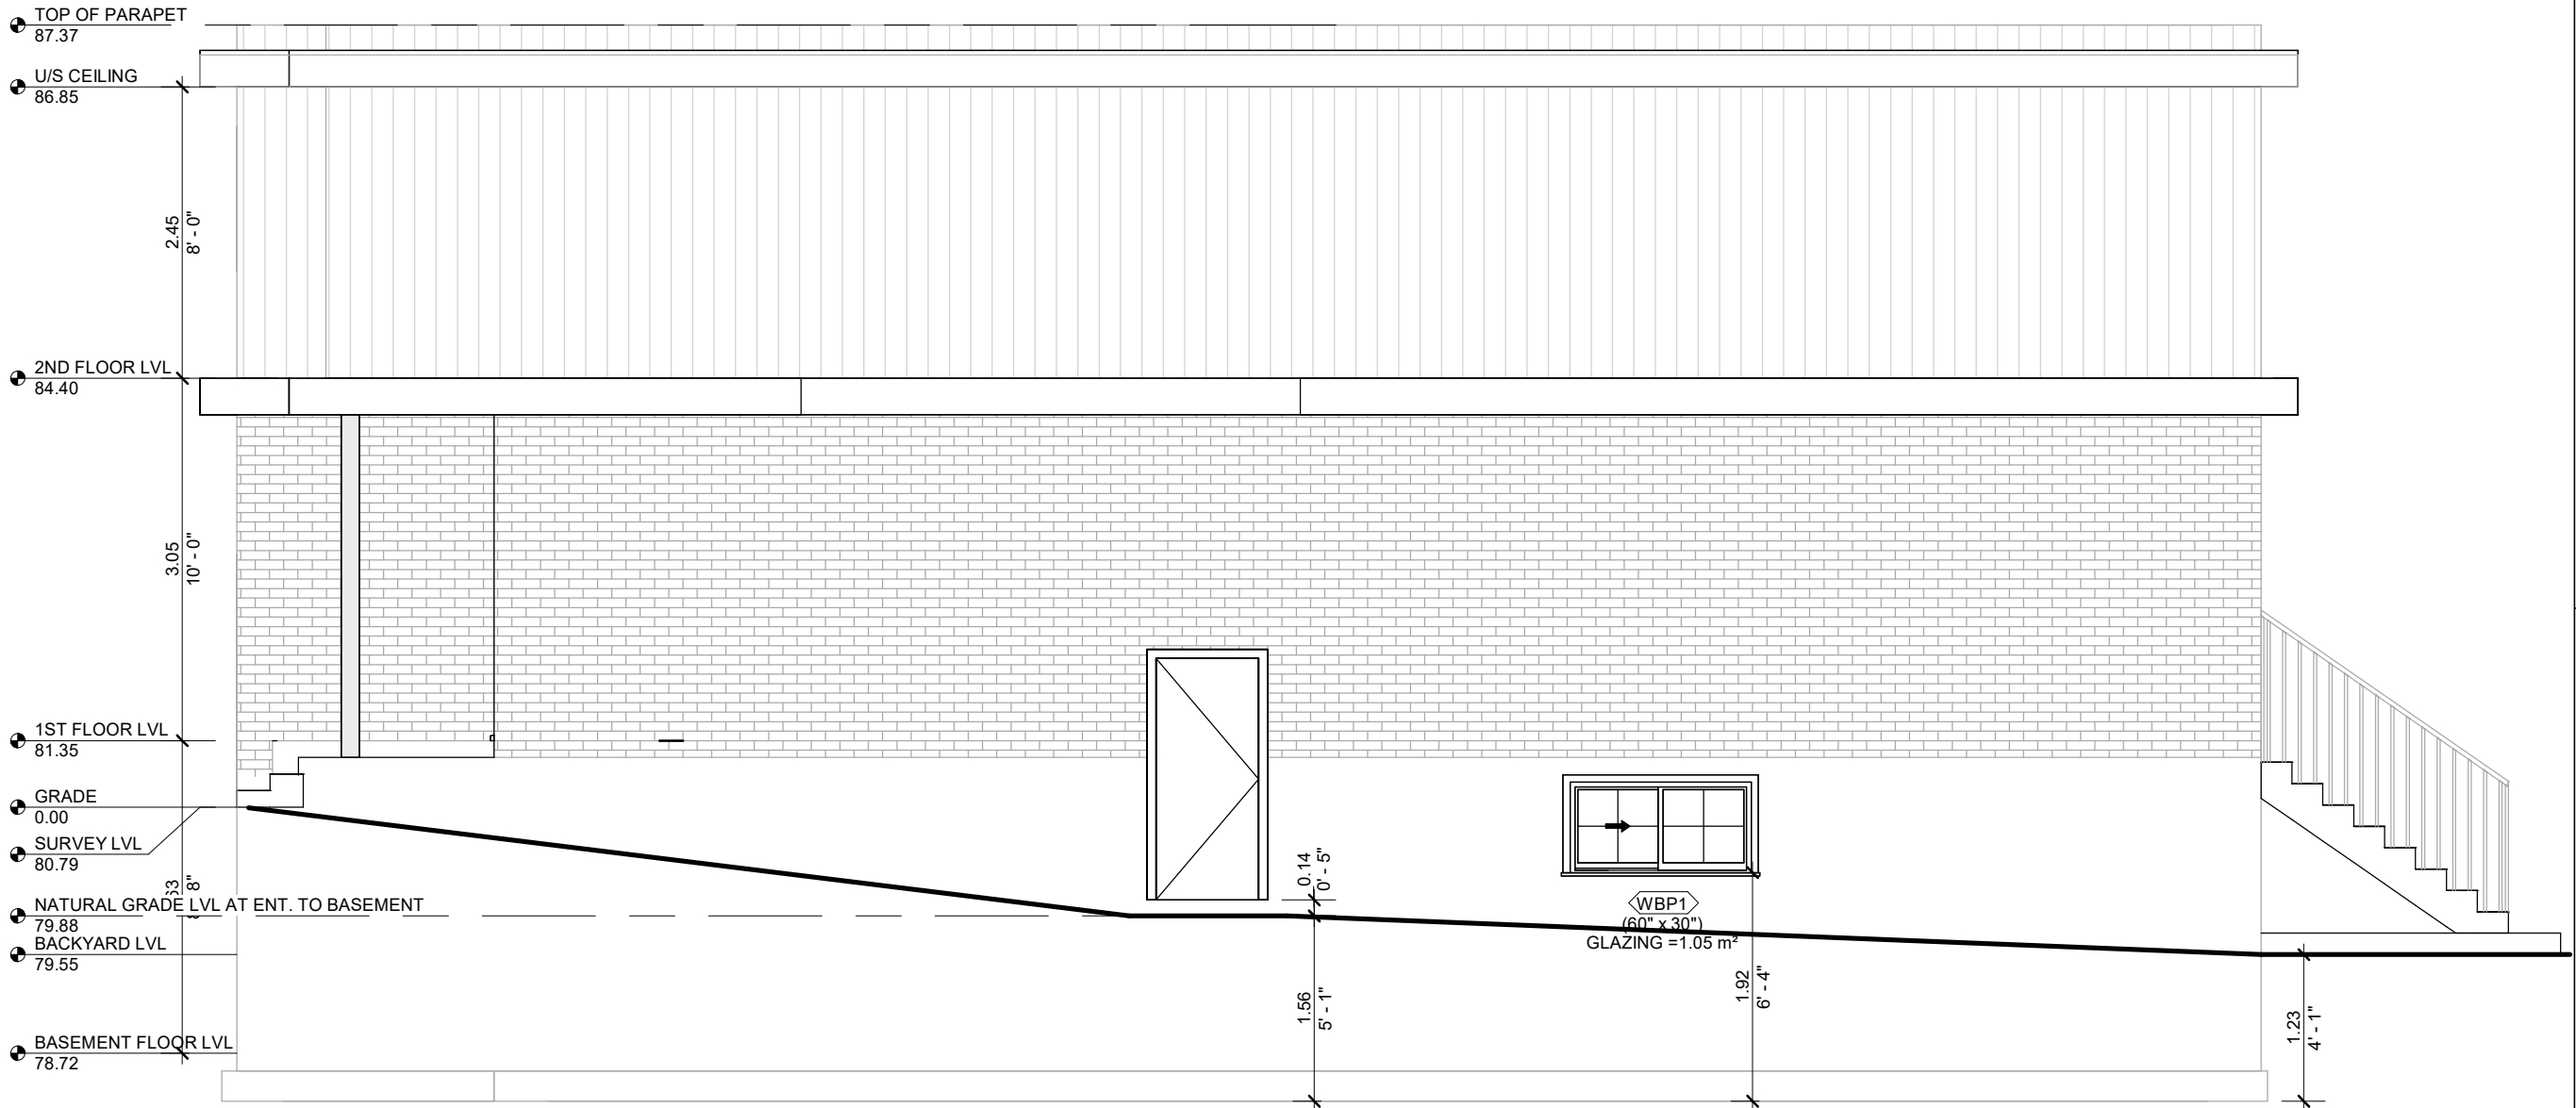 TOP OF PARAPET
87.37
U/S CEILING
86.85
2.45
8' - 0"
2ND FLOOR LVL
84.40
3.05
10' - 0"
1ST FLOOR LVL
81.35
GRADE
0.00
SURVEY LVL
80.79
63
8"
NATURAL GRADE LVL AT ENT. TO BASEMENT
79.88
BACKYARD LVL
79.55
BASEMENT FLOOR LVL
78.72
0.14
0' - 5"
1.56
5' - 1"
WBP1
(60" x 30")
GLAZING =1.05 m²
1.92
6' - 4"
1.23
4' - 1"